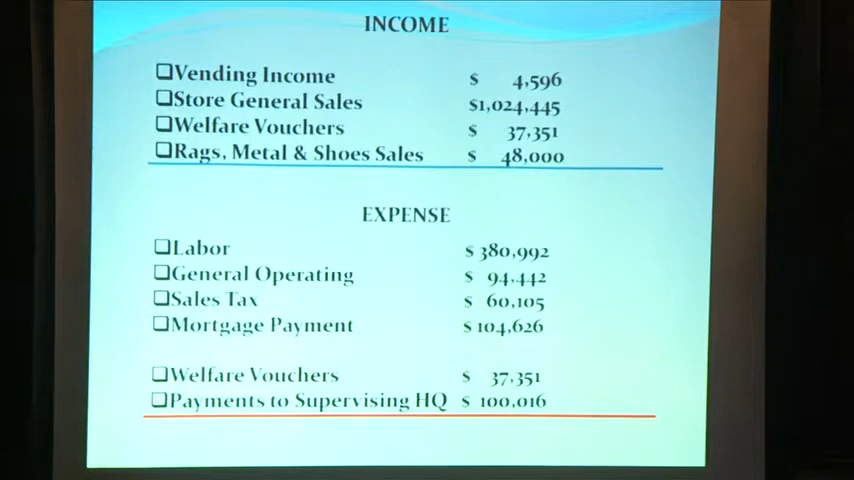 INCOME
❑Vending Income $ 4,596
❑Store General Sales $1,024,445
❑Welfare Vouchers $ 37,351
❑Rags, Metal & Shoes Sales $ 48,000
EXPENSE
❑Labor $ 380,992
❑General Operating $ 94,442
❑Sales Tax $ 60,105
❑Mortgage Payment $ 104,626
❑Welfare Vouchers $ 37,351
❑Payments to Supervising HQ $ 100,016